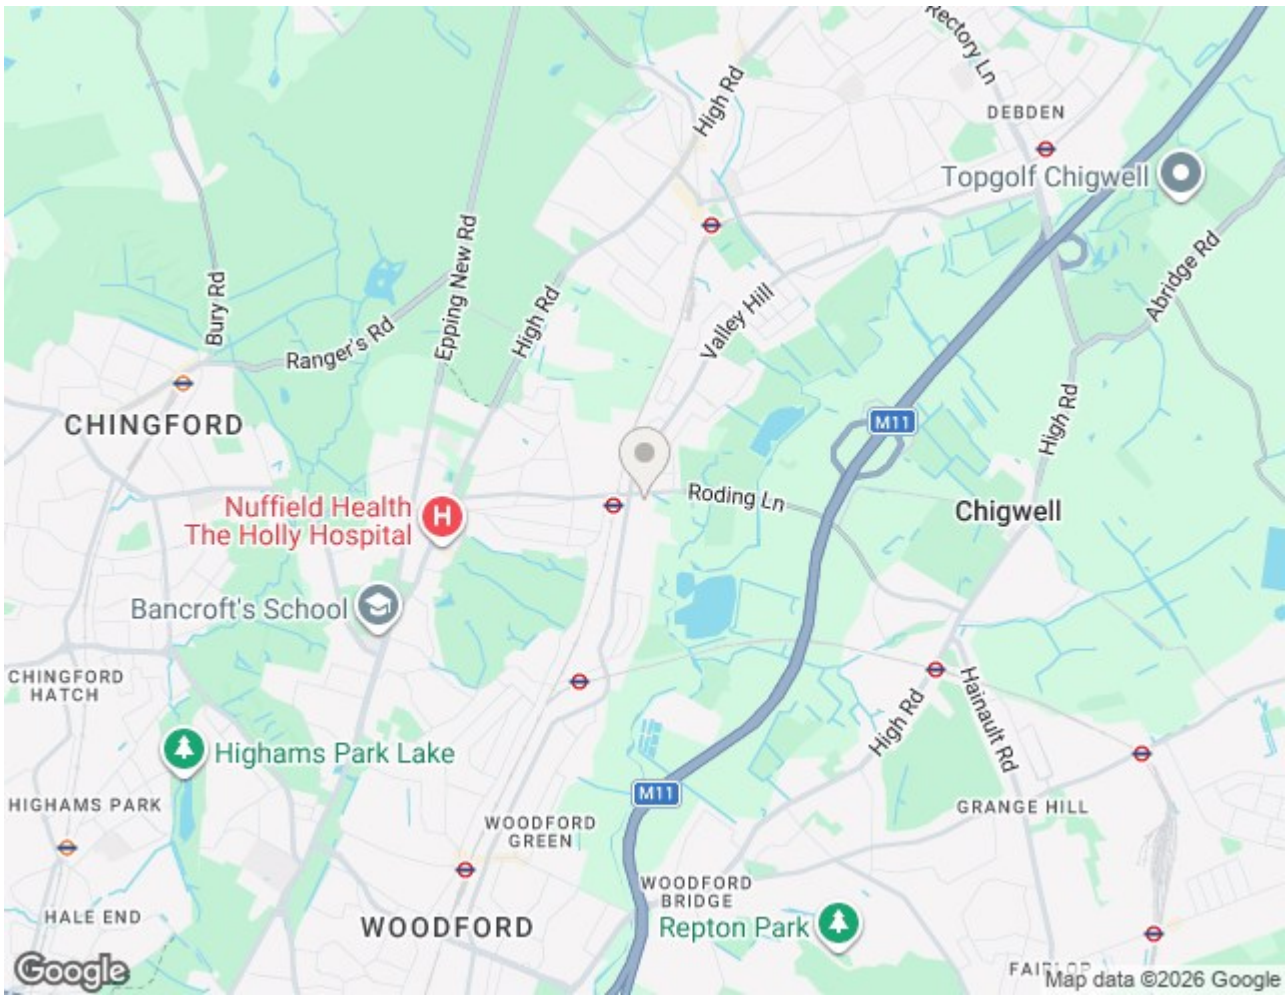 Rectory Ln
High Rd
DEBDEN
Topgolf Chigwell
Epping New Rd
Bury Rd
Abridge Rd
High Rd
Valley Hill
Ranger's Rd
CHINGFORD
M11
High Rd
Nuffield Health
The Holly Hospital
Roding Ln
Chigwell
Bancroft's School
CHINGFORD
HATCH
Hainault Rd
High Rd
Highams Park Lake
M11
HIGHAMS PARK
GRANGE HILL
WOODFORD
GREEN
WOODFORD
BRIDGE
HALE END
WOODFORD
Repton Park
FAIRLOP
Google
Map data ©2026 Google
H